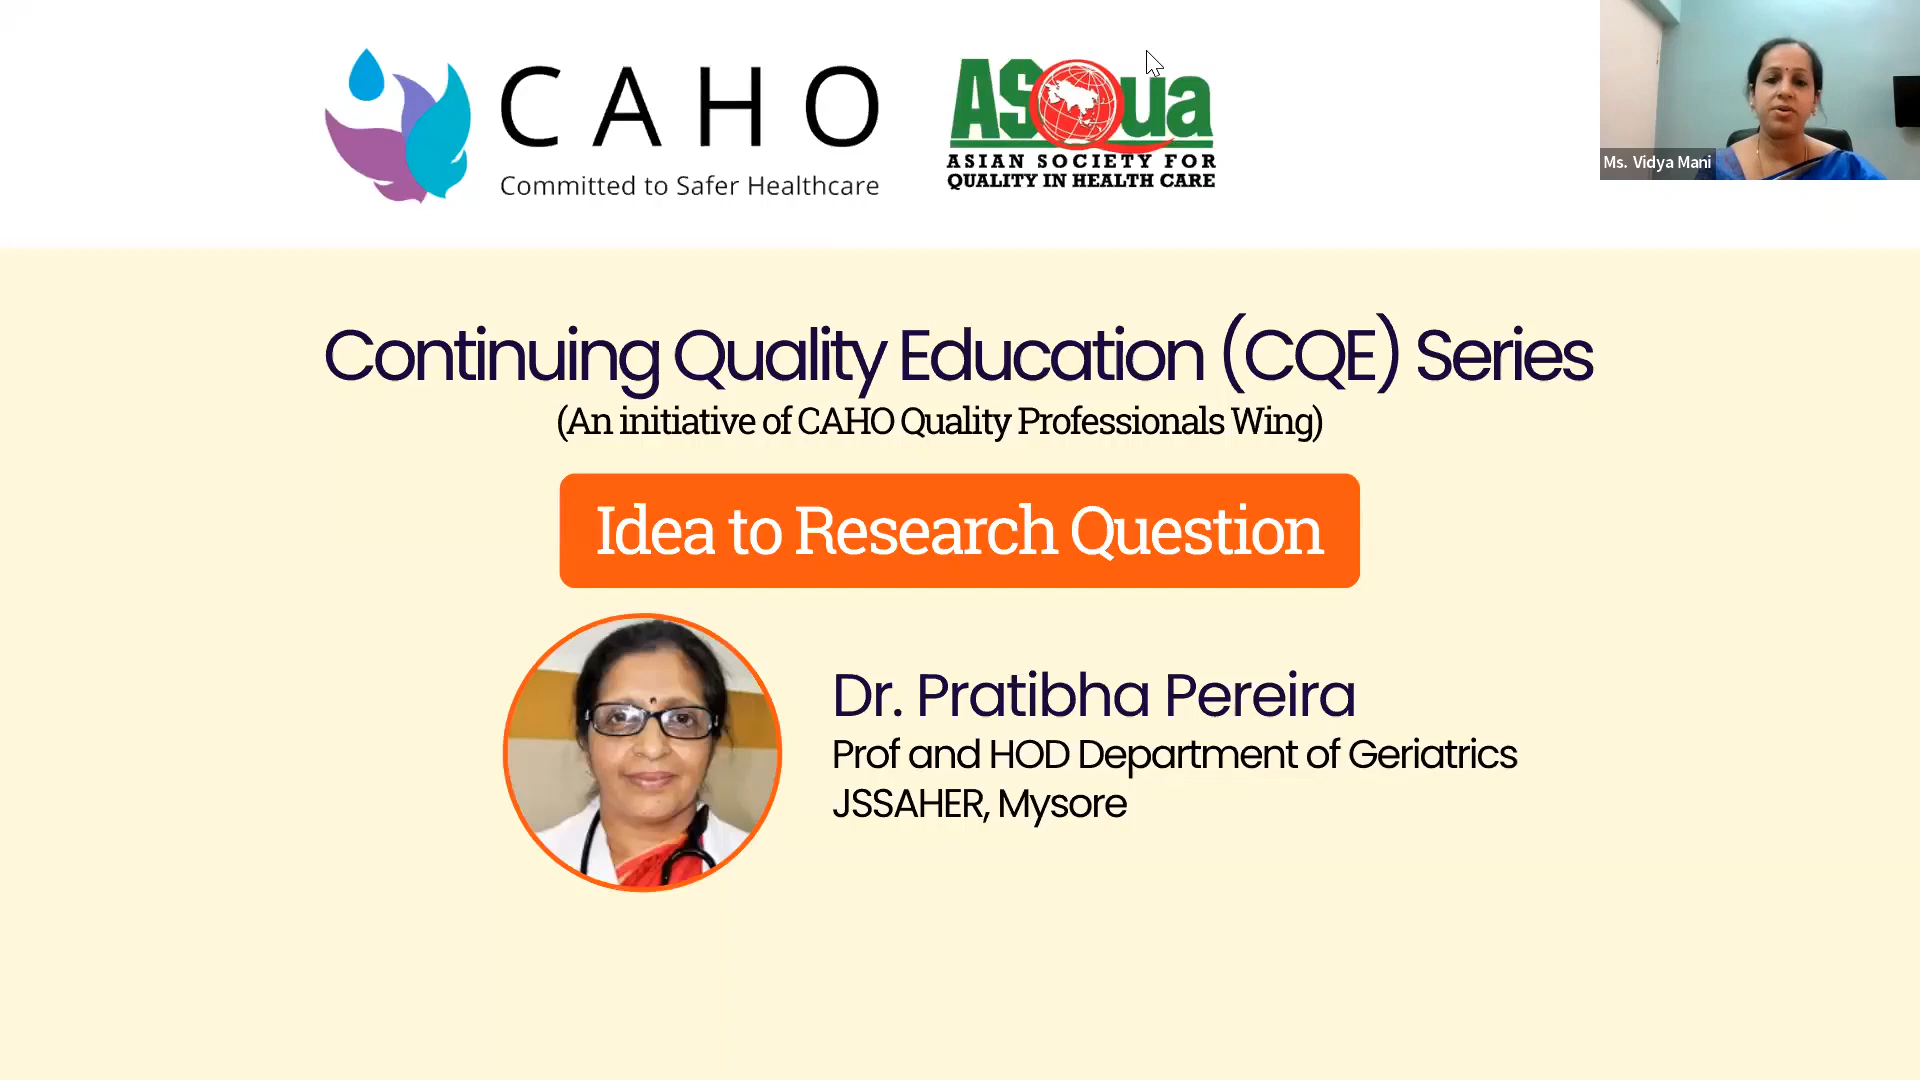 CAHO
Committed to Safer Healthcare
ASQua
ASIAN SOCIETY FOR
QUALITY IN HEALTH CARE
Ms. Vidya Mani
Continuing Quality Education (CQE) Series
(An initiative of CAHO Quality Professionals Wing)
Idea to Research Question
Dr. Pratibha Pereira
Prof and HOD Department of Geriatrics
JSSAHER, Mysore